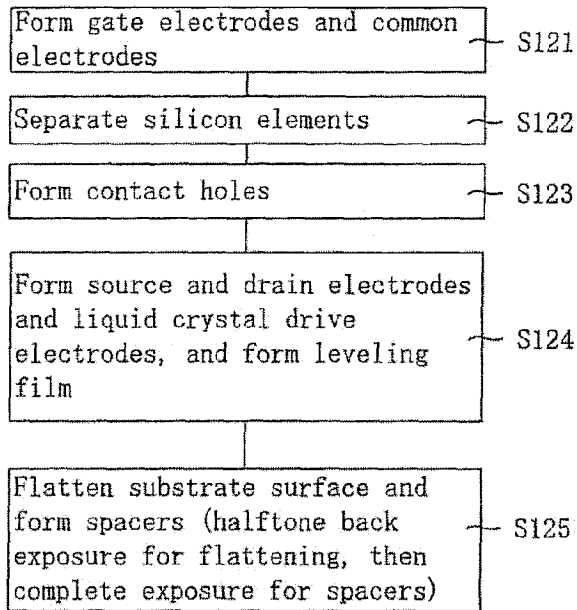 Form gate electrodes and common
electrodes
S121
Separate silicon elements
S122
Form contact holes
S123
Form source and drain electrodes
and liquid crystal drive
electrodes, and form leveling
film
S124
Flatten substrate surface and
form spacers (halftone back
exposure for flattening, then
complete exposure for spacers)
S125